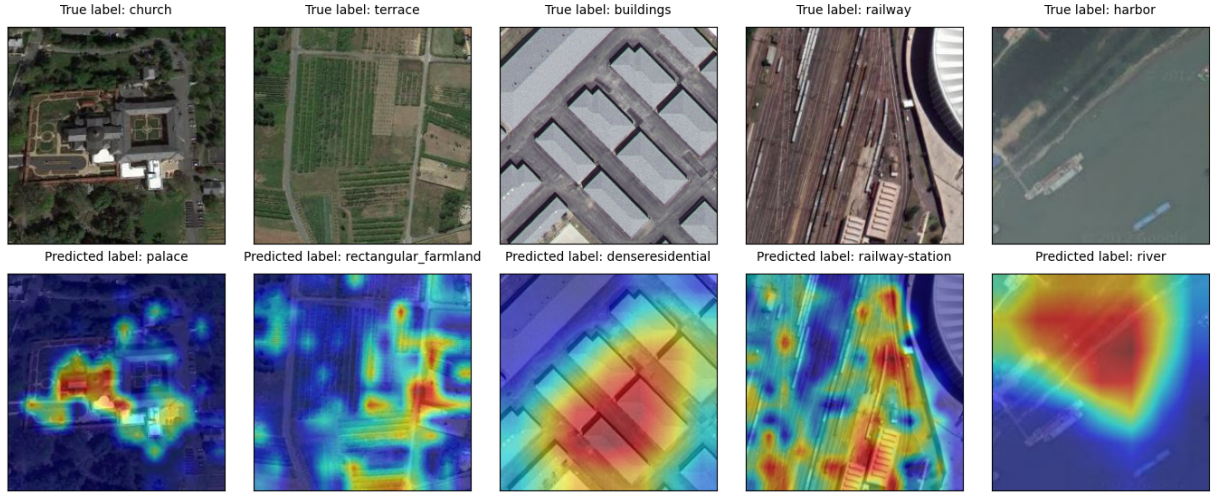 True label: church
True label: terrace
True label: buildings
True label: railway
True label: harbor
Predicted label: palace
Predicted label: rectangular_farmland
Predicted label: denseresidential
Predicted label: railway-station
Predicted label: river